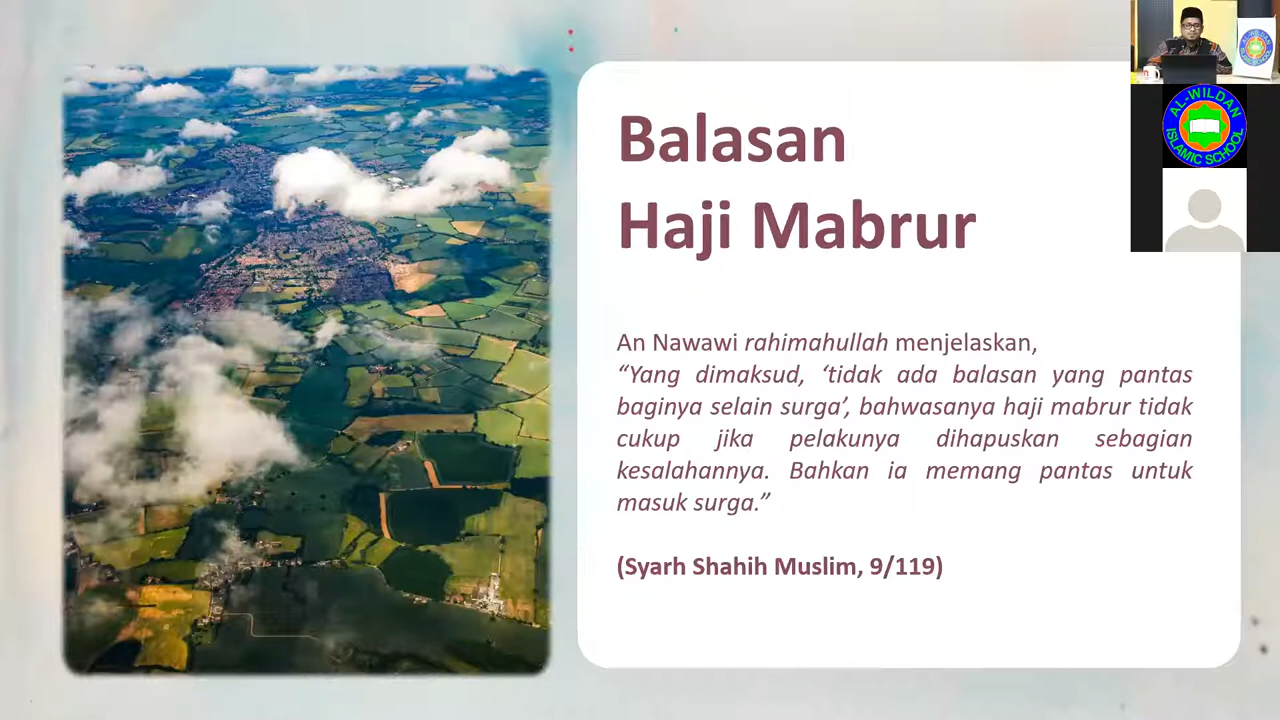 Balasan
Haji Mabrur
An Nawawi rahimahullah menjelaskan,
“Yang dimaksud, ‘tidak ada balasan yang pantas
baginya selain surga’, bahwasanya haji mabrur tidak
cukup jika pelakunya dihapuskan sebagian
kesalahannya. Bahkan ia memang pantas untuk
masuk surga.”
(Syarh Shahih Muslim, 9/119)
AL-WILDAN
ISLAMIC SCHOOL